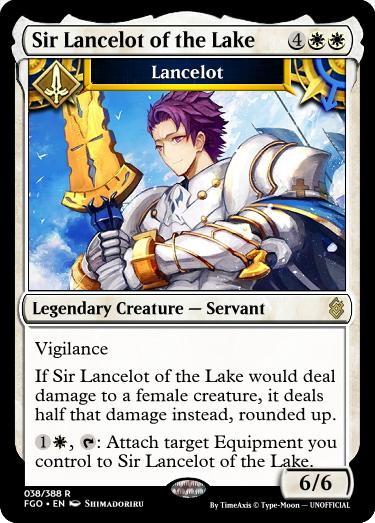 Sir Lancelot of the Lake 4
Lancelot
Legendary Creature — Servant
Vigilance
If Sir Lancelot of the Lake would deal
damage to a female creature, it deals
half that damage instead, rounded up.
1, : Attach target Equipment you
control to Sir Lancelot of the Lake.
6/6
038/388 R
FGO • EN Shimadoriru
By TimeAxis © Type-Moon — UNOFFICIAL